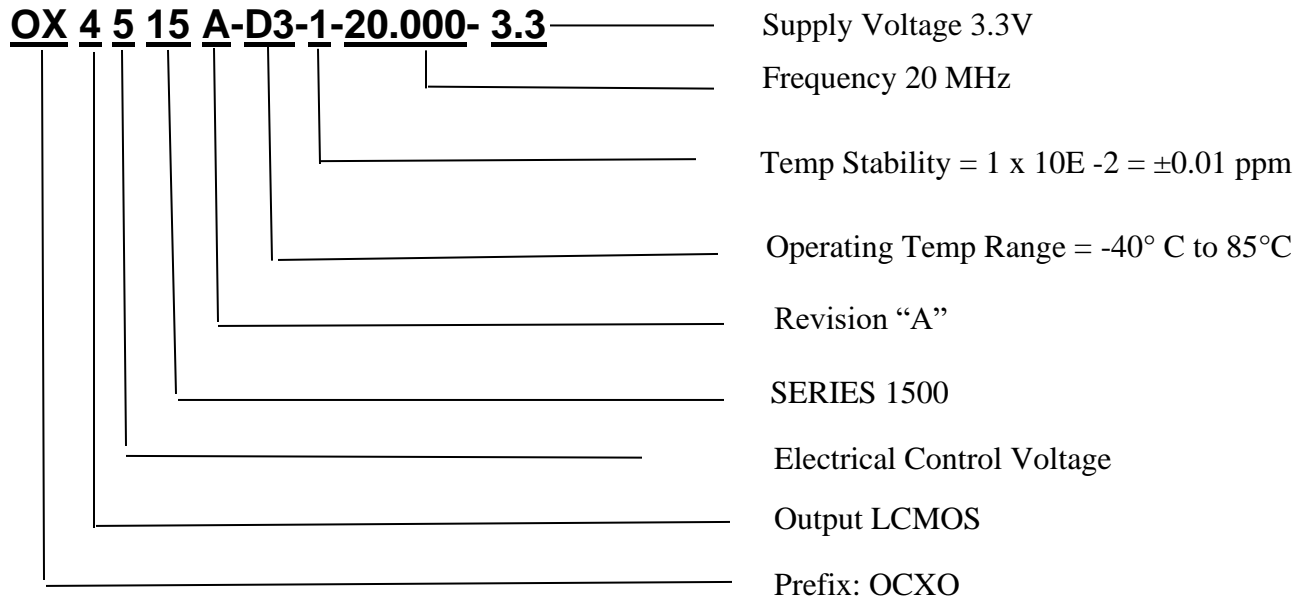 OX 4 5 15 A-D3-1-20.000- 3.3
Supply Voltage 3.3V
Frequency 20 MHz
Temp Stability = 1 x 10E -2 = ±0.01 ppm
Operating Temp Range = -40° C to 85°C
Revision “A”
SERIES 1500
Electrical Control Voltage
Output LCMOS
Prefix: OCXO